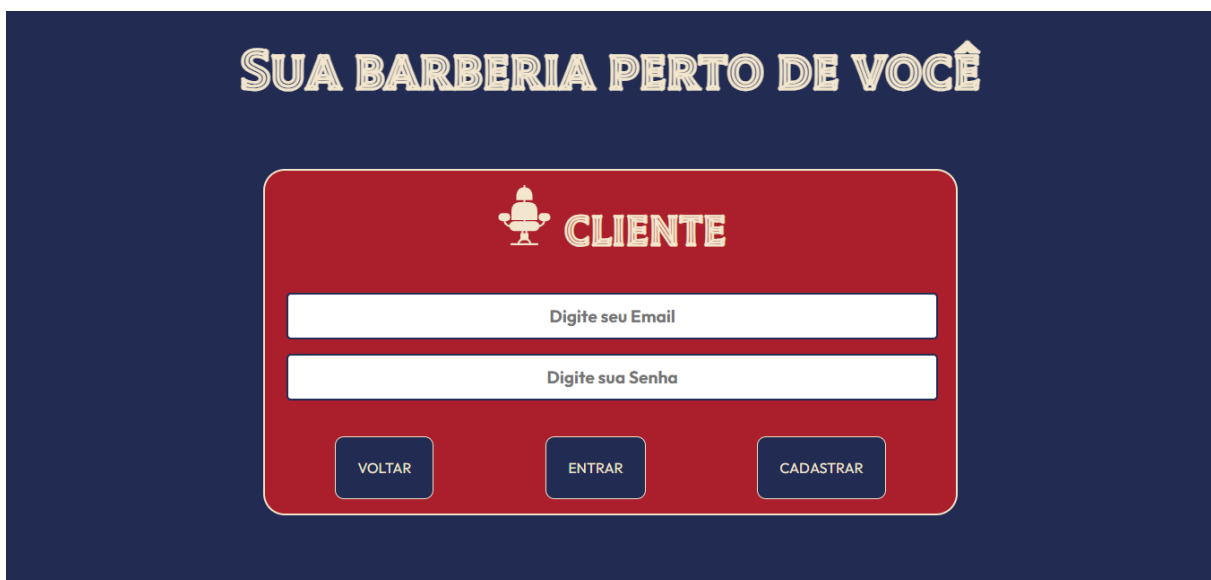 Sua barberia perto de você
CLIENTE
Digite seu Email
Digite sua Senha
VOLTAR ENTRAR CADASTRAR